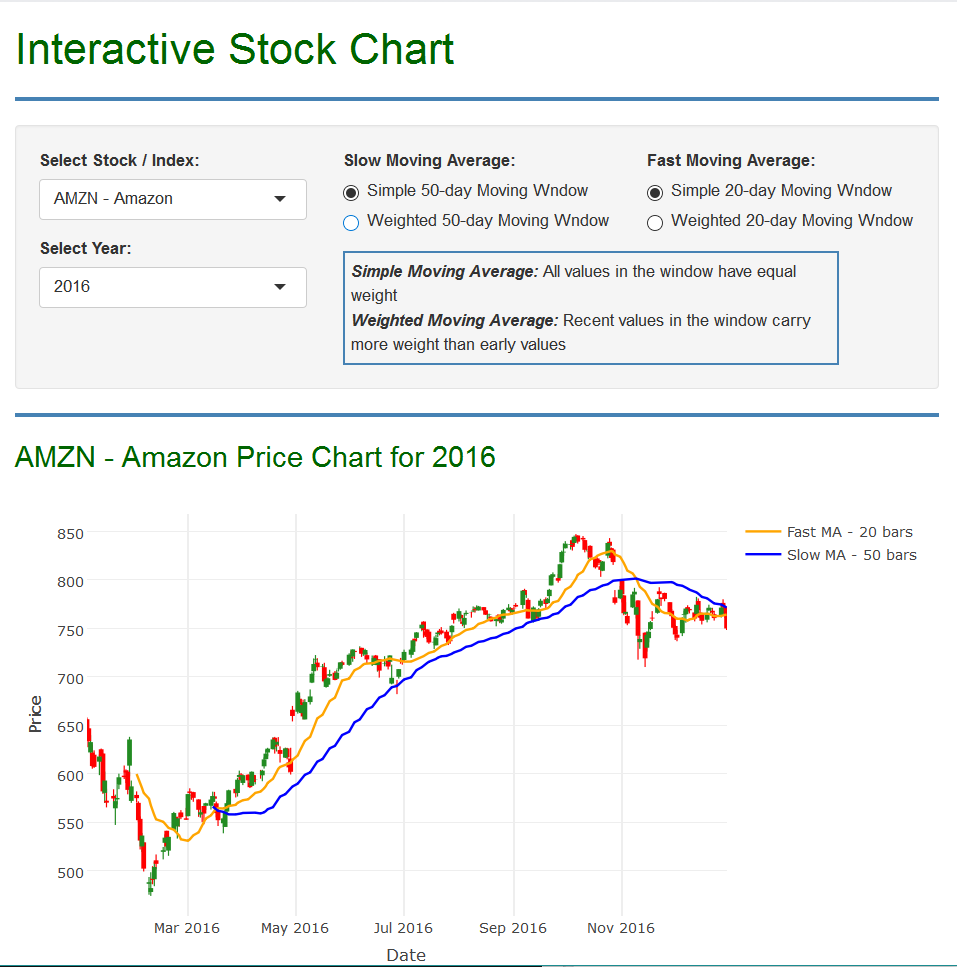 Interactive Stock Chart
Select Stock / Index:
AMZN - Amazon
Select Year:
2016
Slow Moving Average:
Simple 50-day Moving Wndow
Weighted 50-day Moving Wndow
Fast Moving Average:
Simple 20-day Moving Wndow
Weighted 20-day Moving Wndow
Simple Moving Average: All values in the window have equal
weight
Weighted Moving Average: Recent values in the window carry
more weight than early values
AMZN - Amazon Price Chart for 2016
Fast MA - 20 bars
Slow MA - 50 bars
Price
850
800
750
700
650
600
550
500
Mar 2016
May 2016
Jul 2016
Sep 2016
Nov 2016
Date